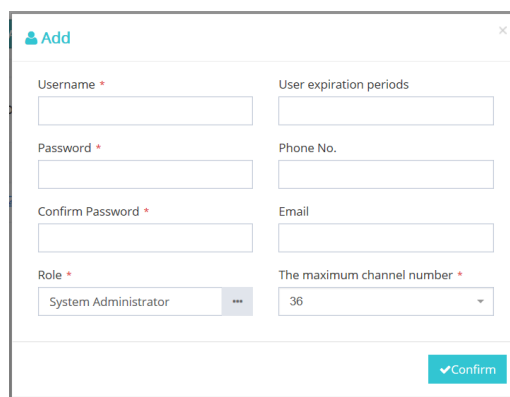 Add
Username *
User expiration periods
Password *
Phone No.
Confirm Password *
Email
Role *
The maximum channel number *
System Administrator
36
Confirm